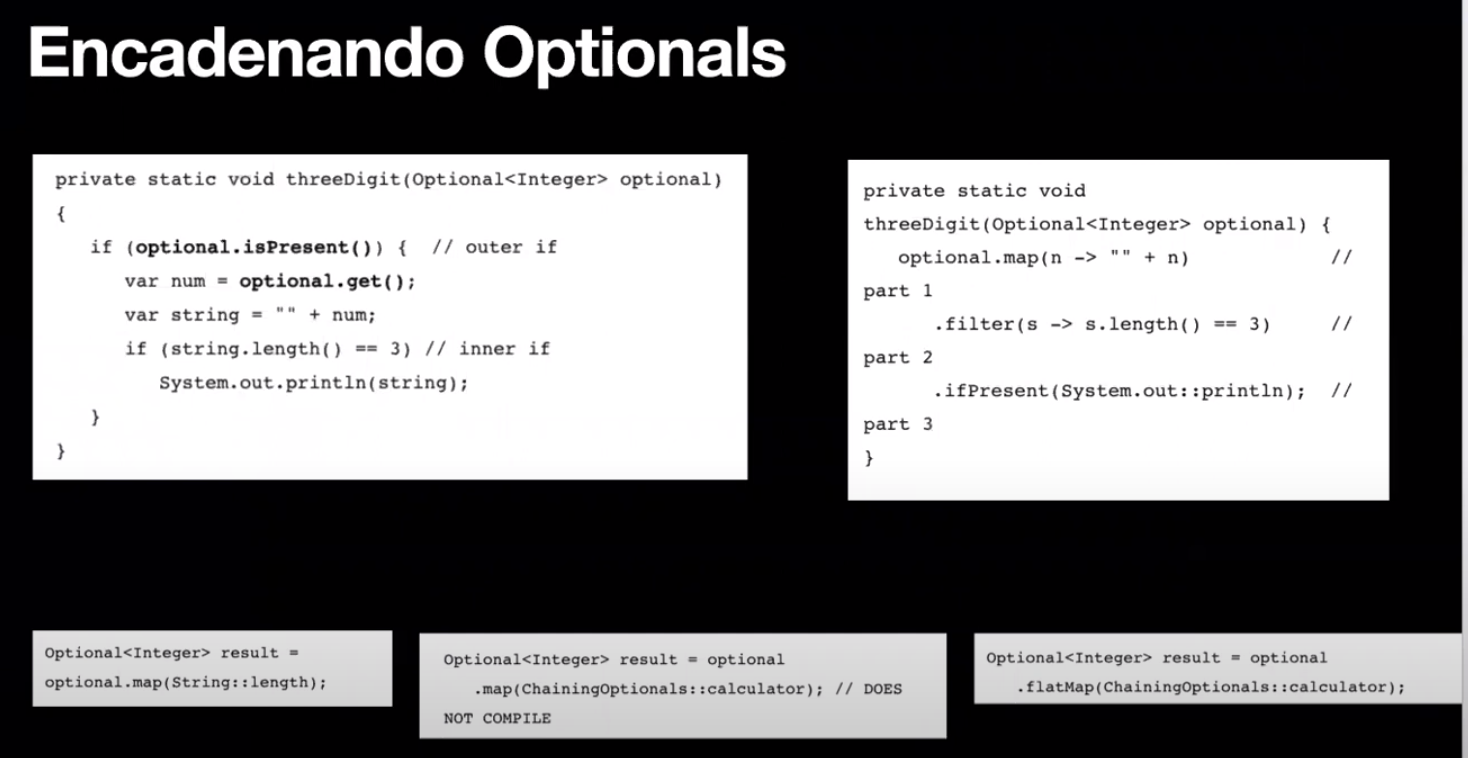 Encadenando Optionals
private static void threeDigit(Optional<Integer> optional)
{
if (optional.isPresent()) { // outer if
var num = optional.get();
var string = "" + num;
if (string.length() == 3) // inner if
System.out.println(string);
}
}
private static void
threeDigit(Optional<Integer> optional) {
optional.map(n -> "" + n) //
part 1
.filter(s -> s.length() == 3) //
part 2
.ifPresent(System.out::println); //
part 3
}
Optional<Integer> result =
optional.map(String::length);
Optional<Integer> result = optional
.map(ChainingOptionals::calculator); // DOES
NOT COMPILE
Optional<Integer> result = optional
.flatMap(ChainingOptionals::calculator);